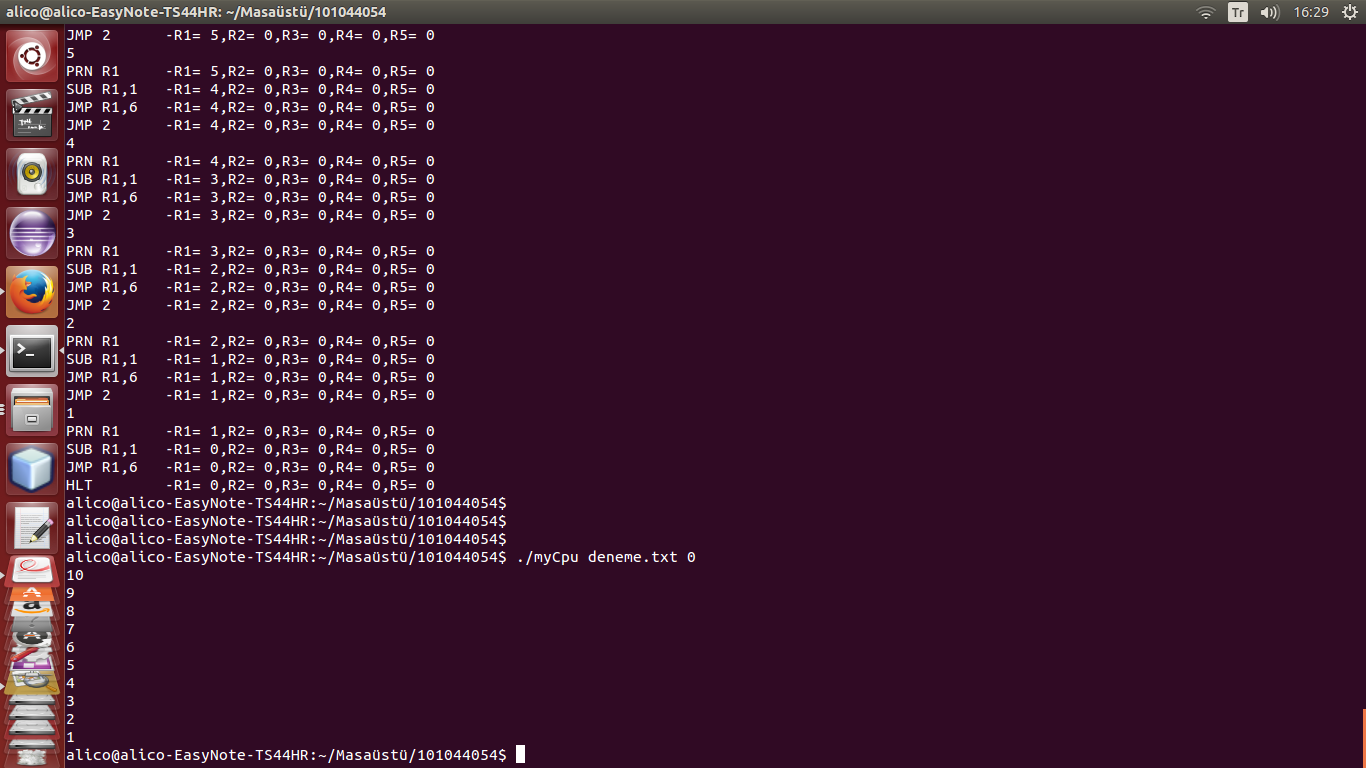 alico@alico-EasyNote-TS44HR: ~/Masaüstü/101044054
Tr
16:29
JMP 2      -R1= 5,R2= 0,R3= 0,R4= 0,R5= 0
5
PRN R1     -R1= 5,R2= 0,R3= 0,R4= 0,R5= 0
SUB R1,1   -R1= 4,R2= 0,R3= 0,R4= 0,R5= 0
JMP R1,6   -R1= 4,R2= 0,R3= 0,R4= 0,R5= 0
JMP 2      -R1= 4,R2= 0,R3= 0,R4= 0,R5= 0
4
PRN R1     -R1= 4,R2= 0,R3= 0,R4= 0,R5= 0
SUB R1,1   -R1= 3,R2= 0,R3= 0,R4= 0,R5= 0
JMP R1,6   -R1= 3,R2= 0,R3= 0,R4= 0,R5= 0
JMP 2      -R1= 3,R2= 0,R3= 0,R4= 0,R5= 0
3
PRN R1     -R1= 3,R2= 0,R3= 0,R4= 0,R5= 0
SUB R1,1   -R1= 2,R2= 0,R3= 0,R4= 0,R5= 0
JMP R1,6   -R1= 2,R2= 0,R3= 0,R4= 0,R5= 0
JMP 2      -R1= 2,R2= 0,R3= 0,R4= 0,R5= 0
2
PRN R1     -R1= 2,R2= 0,R3= 0,R4= 0,R5= 0
SUB R1,1   -R1= 1,R2= 0,R3= 0,R4= 0,R5= 0
JMP R1,6   -R1= 1,R2= 0,R3= 0,R4= 0,R5= 0
JMP 2      -R1= 1,R2= 0,R3= 0,R4= 0,R5= 0
1
PRN R1     -R1= 1,R2= 0,R3= 0,R4= 0,R5= 0
SUB R1,1   -R1= 0,R2= 0,R3= 0,R4= 0,R5= 0
JMP R1,6   -R1= 0,R2= 0,R3= 0,R4= 0,R5= 0
HLT        -R1= 0,R2= 0,R3= 0,R4= 0,R5= 0
alico@alico-EasyNote-TS44HR:~/Masaüstü/101044054$
alico@alico-EasyNote-TS44HR:~/Masaüstü/101044054$
alico@alico-EasyNote-TS44HR:~/Masaüstü/101044054$
alico@alico-EasyNote-TS44HR:~/Masaüstü/101044054$ ./myCpu deneme.txt 0
10
9
8
7
6
5
4
3
2
1
alico@alico-EasyNote-TS44HR:~/Masaüstü/101044054$